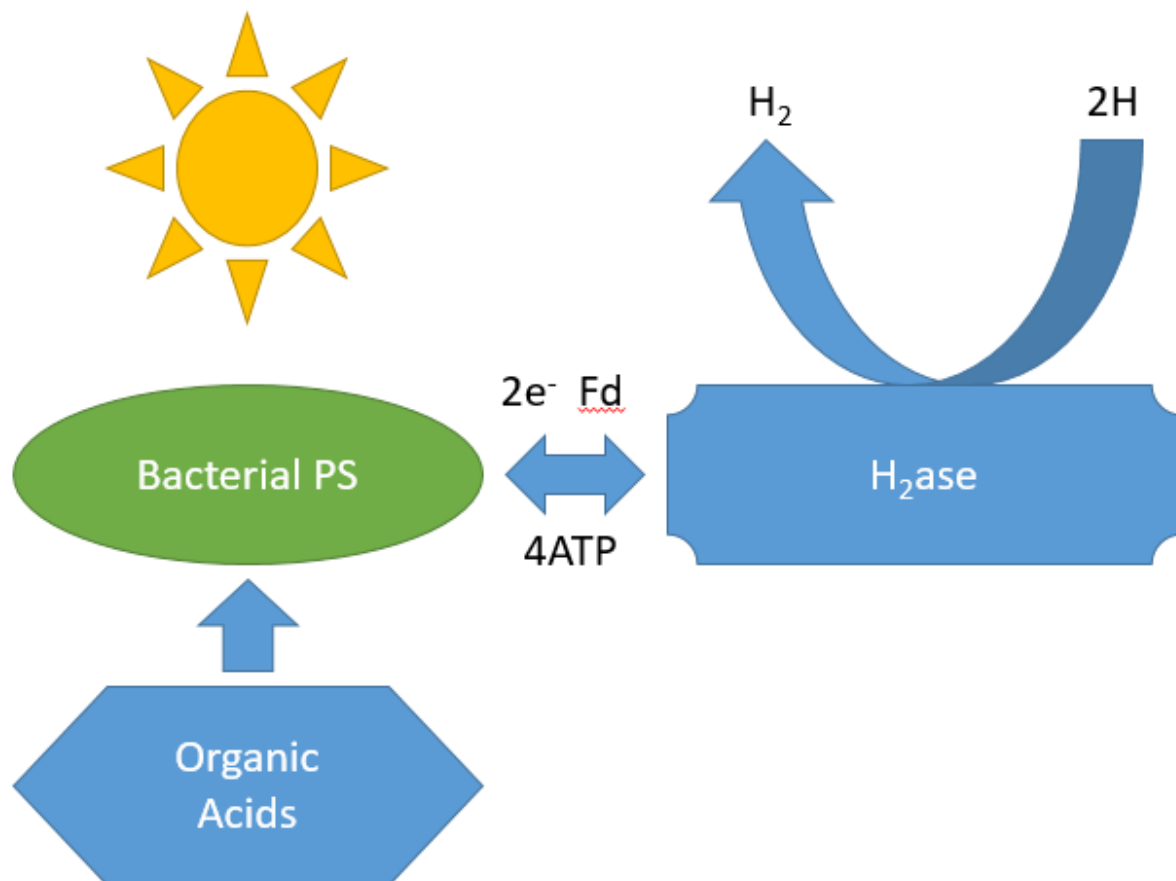 H₂
2H
2e⁻ Fd
Bacterial PS
H₂ase
4ATP
Organic
Acids